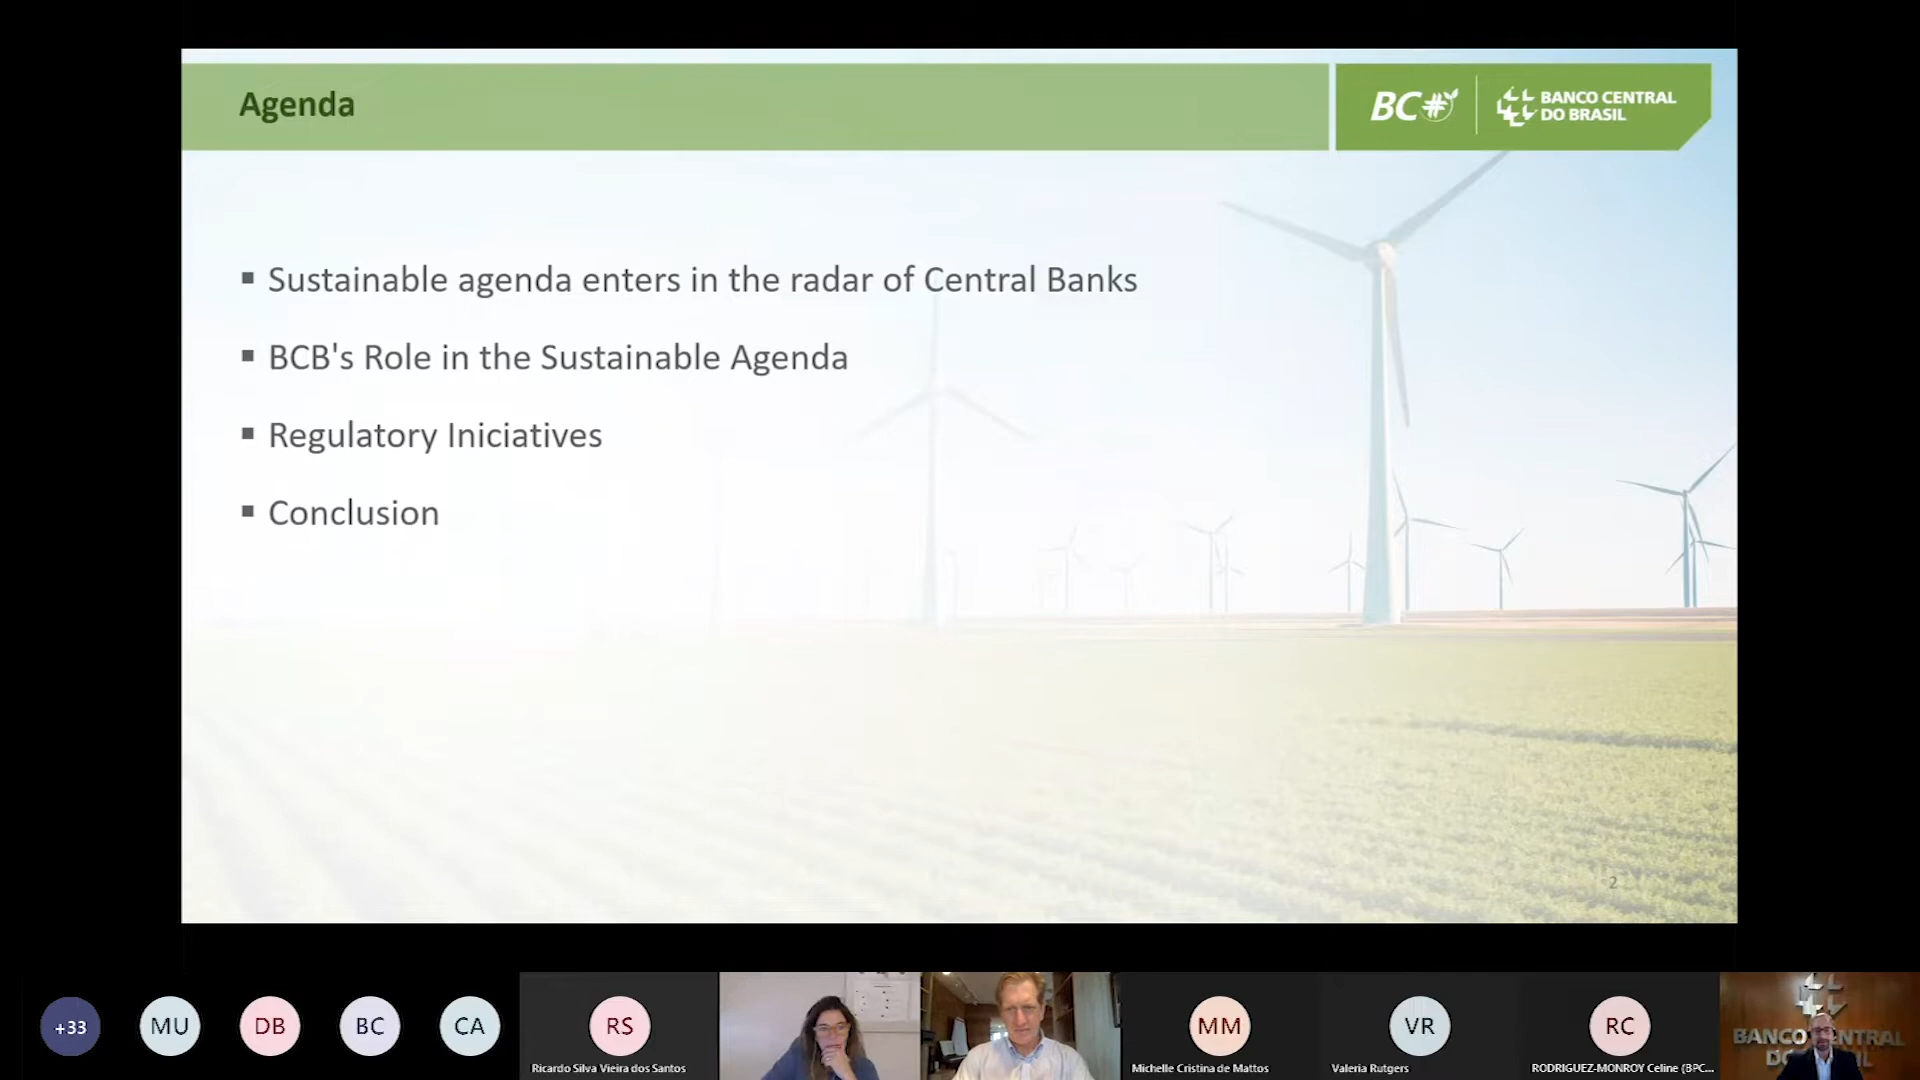 Agenda
BC#
BANCO CENTRAL
DO BRASIL
▪ Sustainable agenda enters in the radar of Central Banks
▪ BCB's Role in the Sustainable Agenda
▪ Regulatory Iniciatives
▪ Conclusion
2
+33
MU
DB
BC
CA
RS
Ricardo Silva Vieira dos Santos
MM
Michelle Cristina de Mattos
VR
Valeria Rutgers
RC
RODRIGUEZ-MONROY Celine (BPC...
BANCO CENTRAL